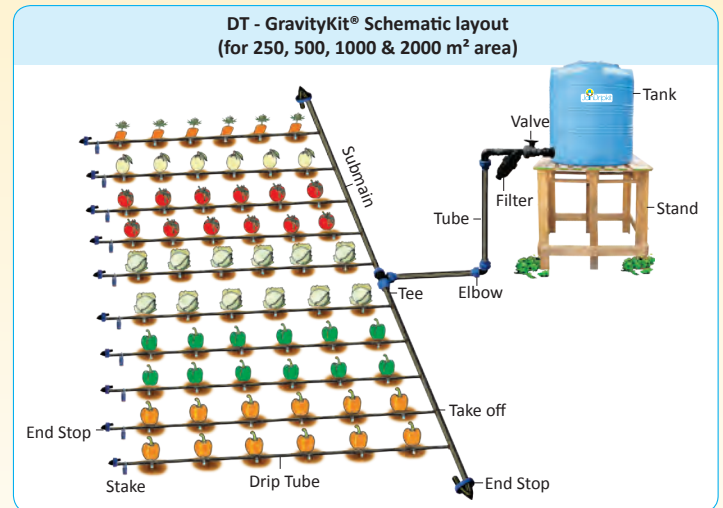 DT - GravityKit® Schematic layout
(for 250, 500, 1000 & 2000 m² area)
Tank
Valve
Submain
Filter
Tube
Stand
Tee
Elbow
Take off
End Stop
Stake
Drip Tube
End Stop